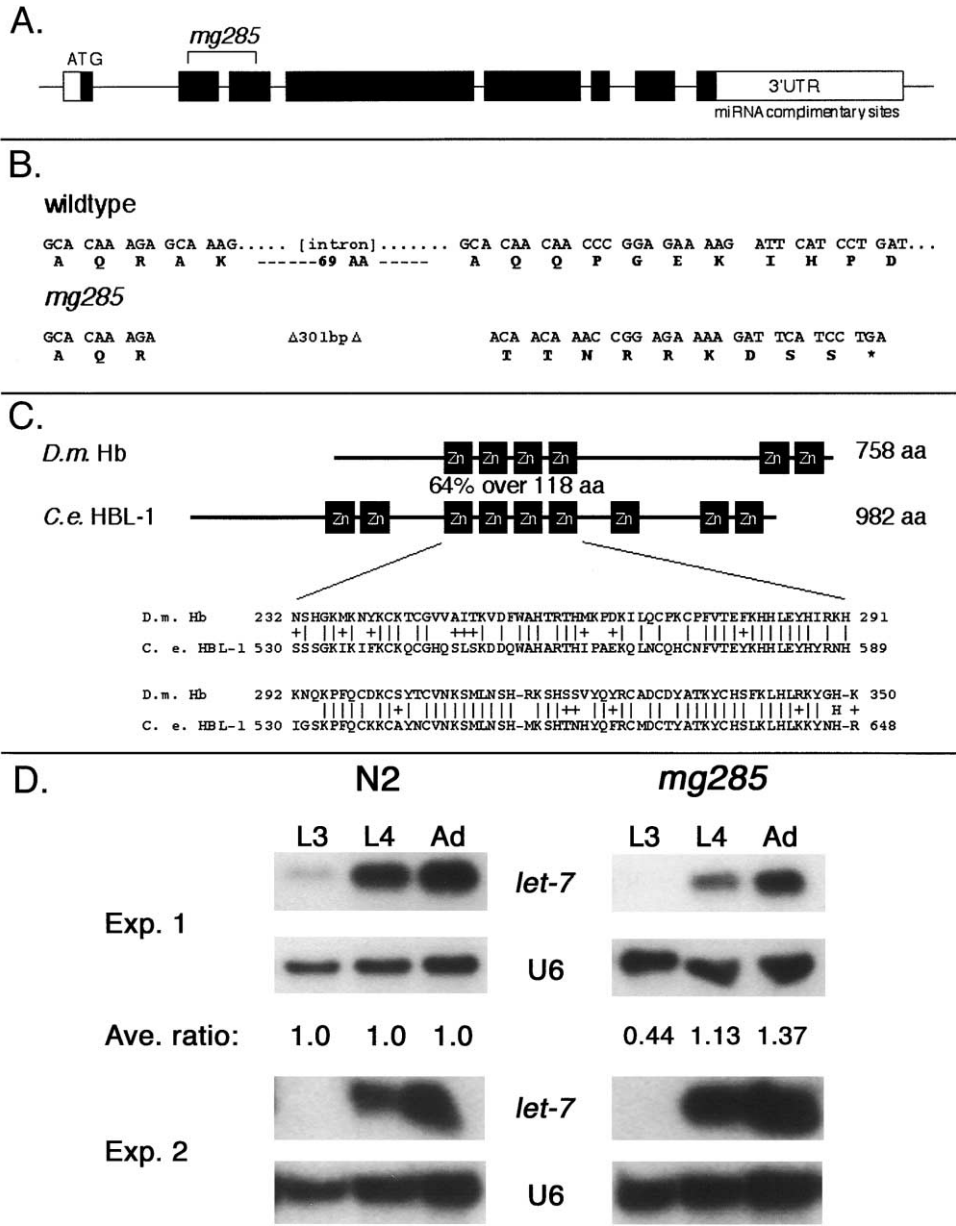 A.
mg285
ATG
3'UTR
miRNA complimentary sites
B.
wildtype
GCA CAA AGA GCA AAG..... [intron]....... GCA CAA CAA CCC GGA GAA AAG ATT CAT CCT GAT...
A Q R A K ------69 AA ----- A Q Q P G E K I H P D
mg285
GCA CAA AGA Δ301bp Δ ACA ACA AAC CGG AGA AAA GAT TCA TCC TGA
A Q R T T N R R K D S S *
C.
D.m. Hb Zn Zn Zn Zn Zn Zn 758 aa
64% over 118 aa
C.e. HBL-1 Zn Zn Zn Zn Zn Zn Zn Zn Zn 982 aa
D.m. Hb 232 NSHGKMKNYKCKTCGVVAITKVDFWAHTRTHMKPDKILQCPKCPFVTEFKHHLEYHIRKH 291
C. e. HBL-1 530 SSSGKIKIFKCKQCGHQSLSKDDQWAHARTHIPAEKQLNCQHCNFVTEYKHHLEYHYRNH 589
D.m. Hb 292 KNQKPFQCDKCSYTCVNKSMLNSH-RKSHSSVYQYRCADCDYATKYCHSFKLHLRKYGH-K 350
C. e. HBL-1 530 IGSKPFQCKKCAYNCVNKSMLNSH-MKSHTNHYQFRCMDCTYATKYCHSLKLHLKKYNH-R 648
D.
N2 mg285
L3 L4 Ad L3 L4 Ad
let-7
Exp. 1
U6
Ave. ratio: 1.0 1.0 1.0 0.44 1.13 1.37
let-7
Exp. 2
U6